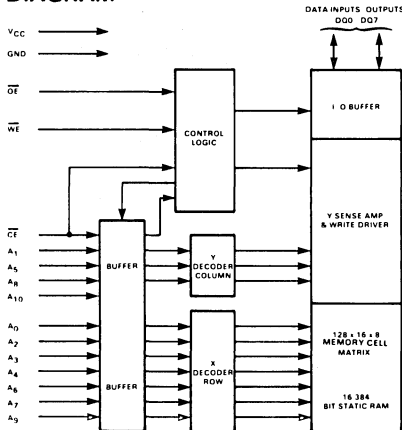 DIAGRAM
DATA INPUTS OUTPUTS
DQ0 DQ7
VCC
GND
OE
WE
CE
A1
A5
A8
A10
A0
A2
A3
A4
A6
A7
A9
CONTROL
LOGIC
BUFFER
BUFFER
Y
DECODER
COLUMN
X
DECODER
ROW
I O BUFFER
Y SENSE AMP
& WRITE DRIVER
128 x 16 x 8
MEMORY CELL
MATRIX
16 384
BIT STATIC RAM